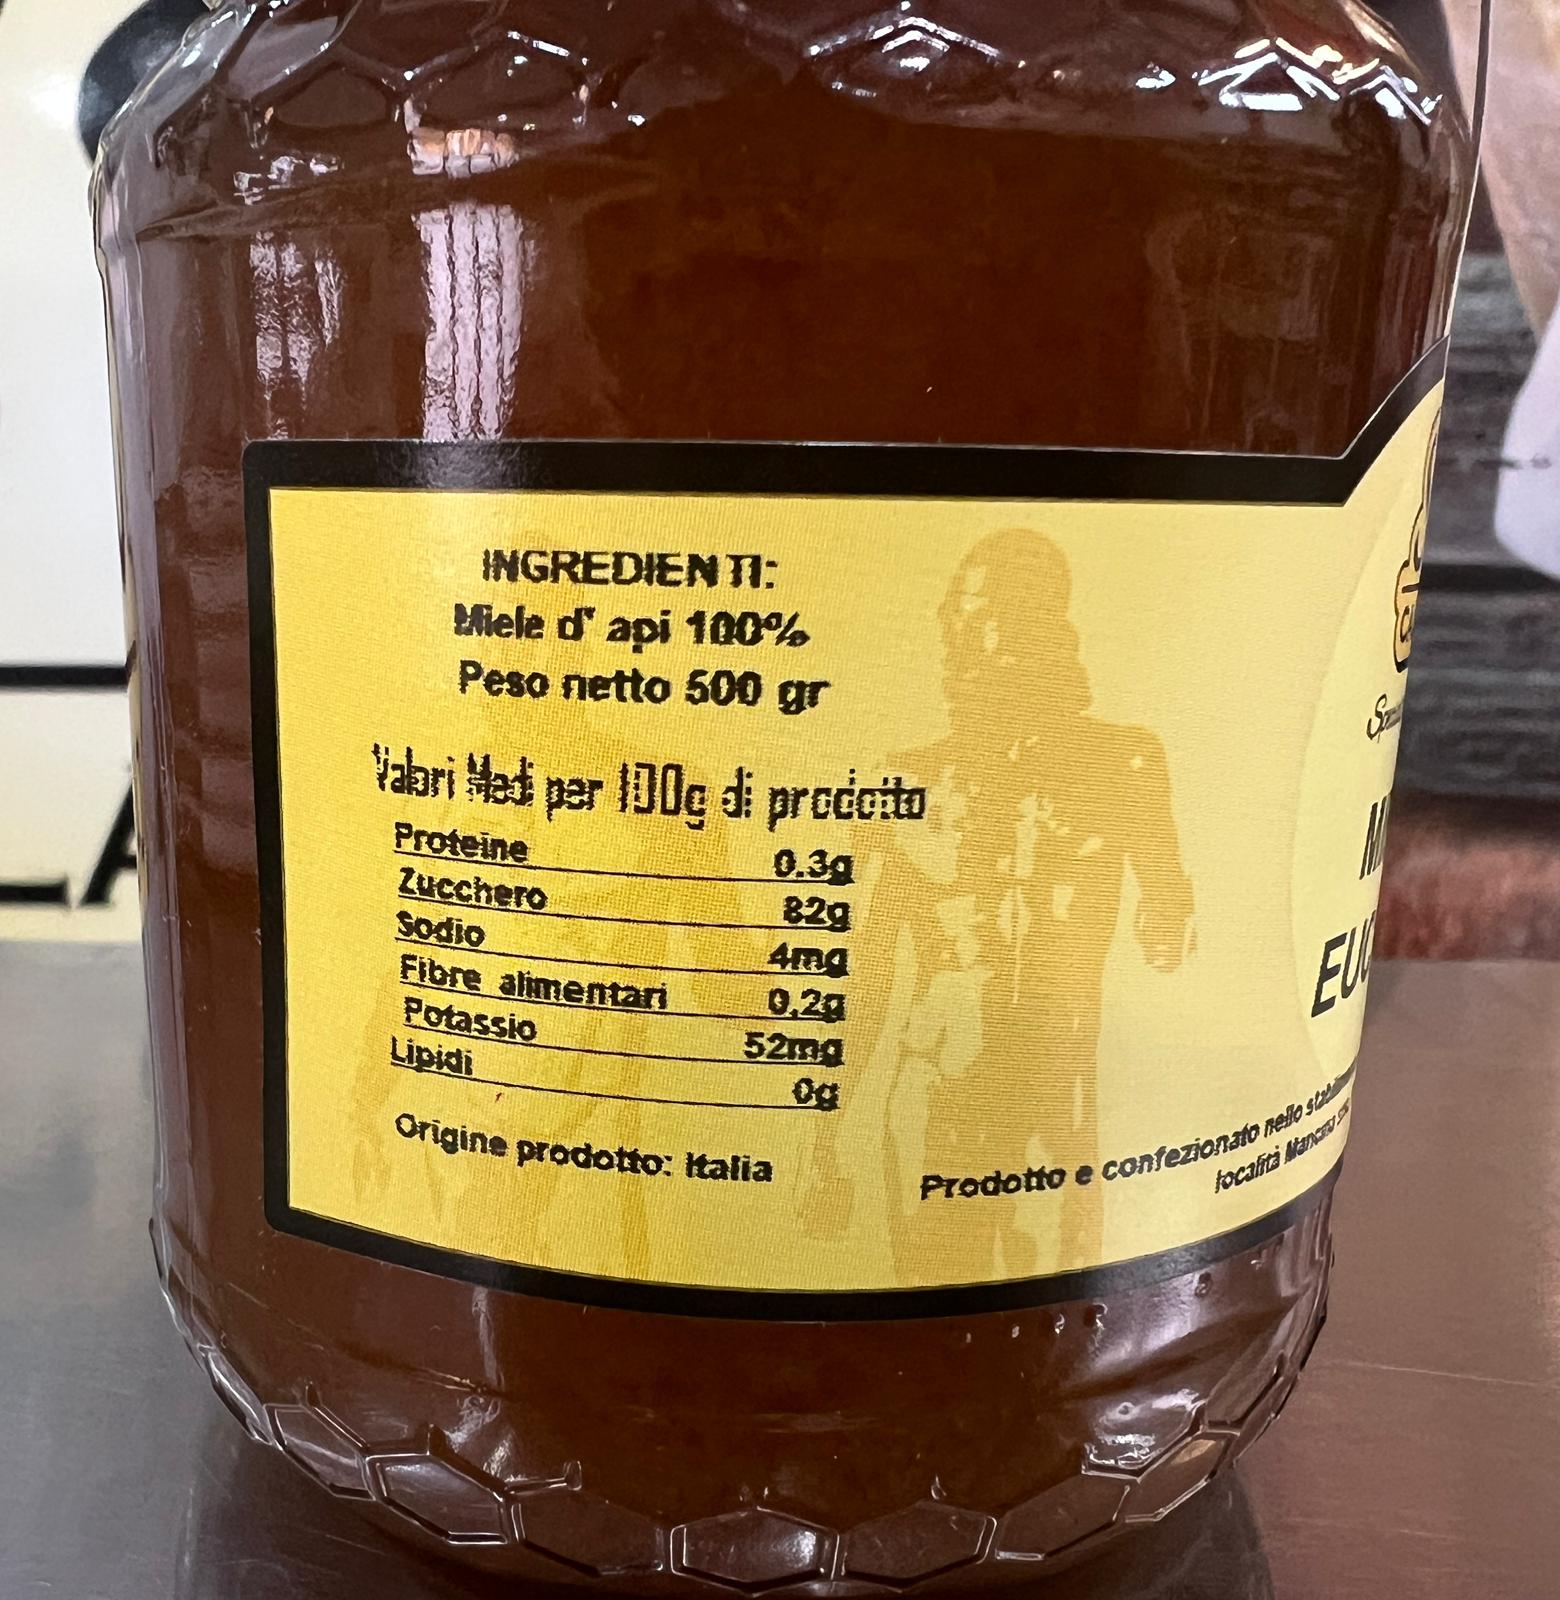 INGREDIENTI:
Miele d' api 100%
Peso netto 500 gr
Valori Medi per 100g di prodotto
Proteine 0.3g
Zucchero 82g
Sodio 4mg
Fibre alimentari 0,2g
Potassio 52mg
Lipidi 0g
Origine prodotto: Italia
Prodotto e confezionato nello
località